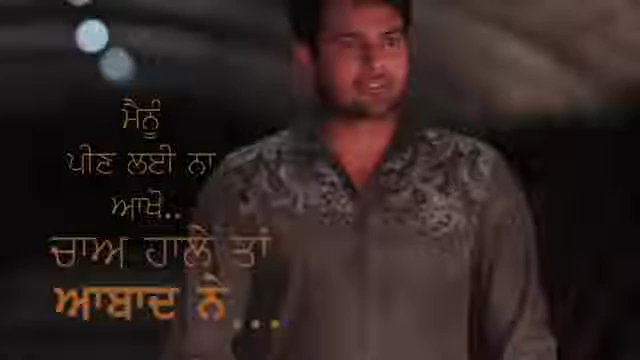 ਮੈਨੂੰ
ਪੀਣ ਲਈ ਨਾ
ਆਖੋ..
ਚਾਅ ਹਾਲੇ ਤਾਂ
ਆਬਾਦ ਨੇ...